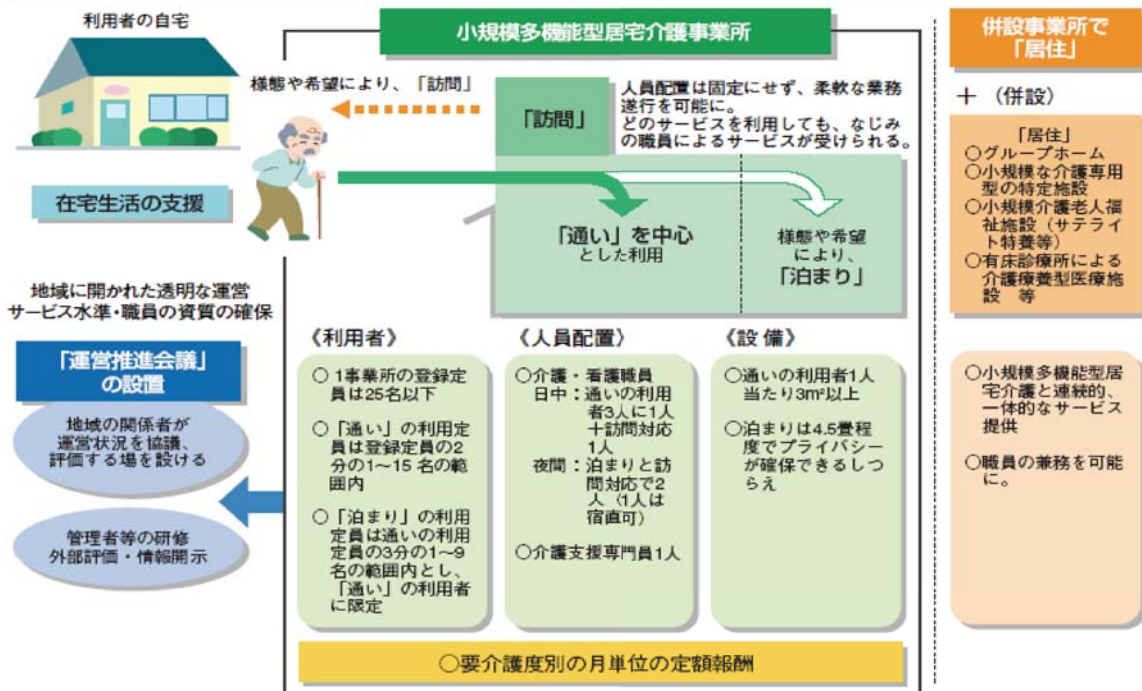 利用者の自宅
在宅生活の支援
小規模多機能型居宅介護事業所
様態や希望により、「訪問」
「訪問」
人員配置は固定にせず、柔軟な業務
遂行を可能に。
どのサービスを利用しても、なじみ
の職員によるサービスが受けられる。
「通い」を中心
とした利用
様態や希望
により、
「泊まり」
地域に開かれた透明な運営
サービス水準・職員の資質の確保
「運営推進会議」
の設置
地域の関係者が
運営状況を協議、
評価する場を設ける
管理者等の研修
外部評価・情報開示
《利用者》
○1事業所の登録定
員は25名以下
○「通い」の利用定
員は登録定員の2
分の1〜15名の範
囲内
○「泊まり」の利用
定員は通いの利用
定員の3分の1〜9
名の範囲内とし、
「通い」の利用者
に限定
《人員配置》
○介護・看護職員
日中：通いの利用
者3人に1人
＋訪問対応
1人
夜間：泊まりと訪
問対応で2
人（1人は
宿直可）
○介護支援専門員1人
《設備》
○通いの利用者1人
当たり3m²以上
○泊まりは4.5畳程
度でプライバシー
が確保できるしつ
らえ
○要介護度別の月単位の定額報酬
併設事業所で
「居住」
＋（併設）
「居住」
○グループホーム
○小規模な介護専用
型の特定施設
○小規模介護老人福
祉施設（サテライ
ト特養等）
○有床診療所による
介護療養型医療施
設 等
○小規模多機能型居
宅介護と連続的、
一体的なサービス
提供
○職員の兼務を可能
に。